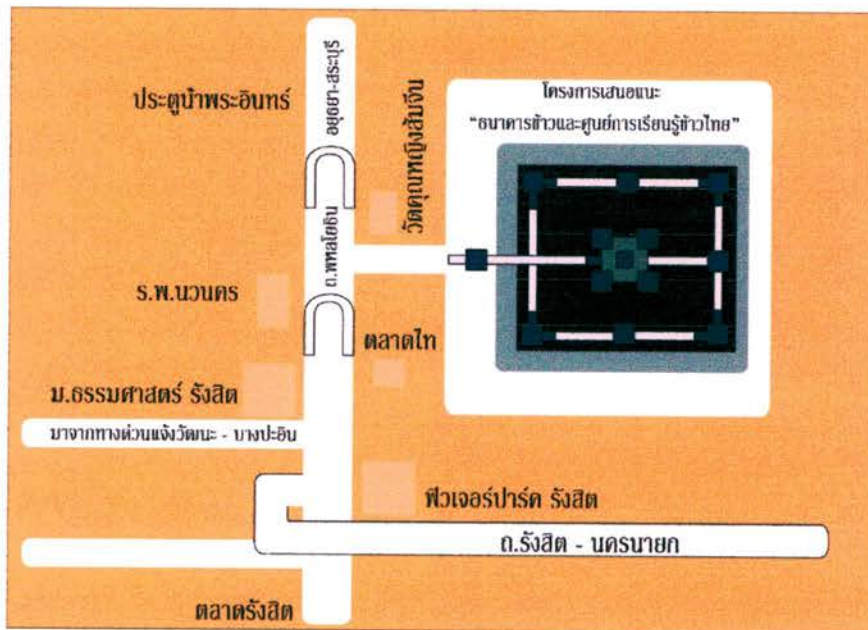 อยุธยา-สระบุรี
ประตูน้ำพระอินทร์
วัดคุณหญิงส้มจีน
โครงการเสนอแนะ
“ธนาคารข้าวและศูนย์การเรียนรู้ข้าวไทย”
ถ.พหลโยธิน
ร.พ.นวนคร
ตลาดไท
ม.ธรรมศาสตร์ รังสิต
มาจากทางด่วนแจ้งวัฒนะ - บางปะอิน
ฟิวเจอร์ปาร์ค รังสิต
ถ.รังสิต - นครนายก
ตลาดรังสิต